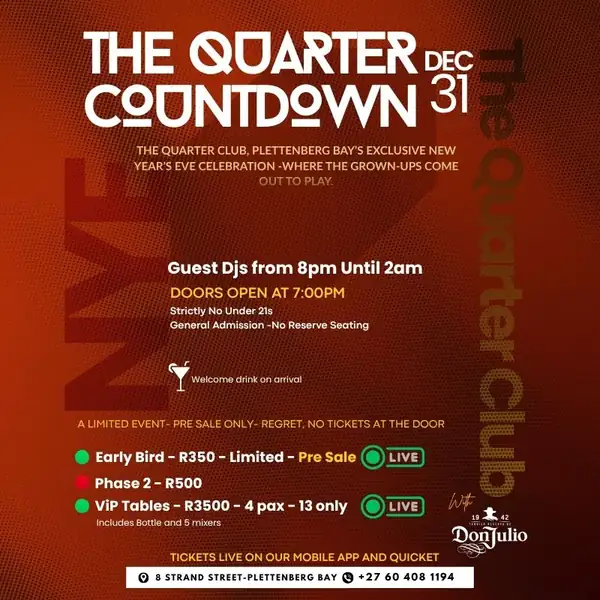 THE QUARTER
COUNTDOWN
DEC
31
THE QUARTER CLUB, PLETTENBERG BAY'S EXCLUSIVE NEW
YEAR'S EVE CELEBRATION -WHERE THE GROWN-UPS COME
OUT TO PLAY.
NYE
The Quarter club
Guest Djs from 8pm Until 2am
DOORS OPEN AT 7:00PM
Strictly No Under 21s
General Admission -No Reserve Seating
Welcome drink on arrival
A LIMITED EVENT- PRE SALE ONLY- REGRET, NO TICKETS AT THE DOOR
Early Bird - R350 - Limited - Pre Sale LIVE
Phase 2 - R500
ViP Tables - R3500 - 4 pax - 13 only LIVE
Includes Bottle and 5 mixers
With
19 42
TEQUILA RESERVA DE
Don Julio
TICKETS LIVE ON OUR MOBILE APP AND QUICKET
8 STRAND STREET-PLETTENBERG BAY +27 60 408 1194